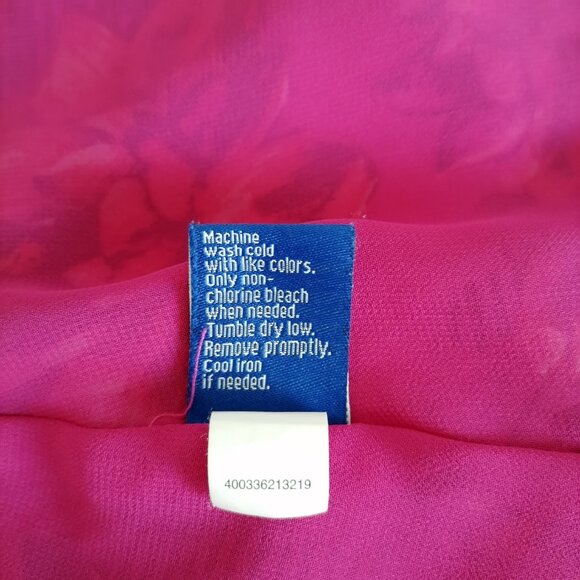 Machine
wash cold
with like colors.
Only non-
chlorine bleach
when needed.
Tumble dry low.
Remove promptly.
Cool iron
if needed.
400336213219